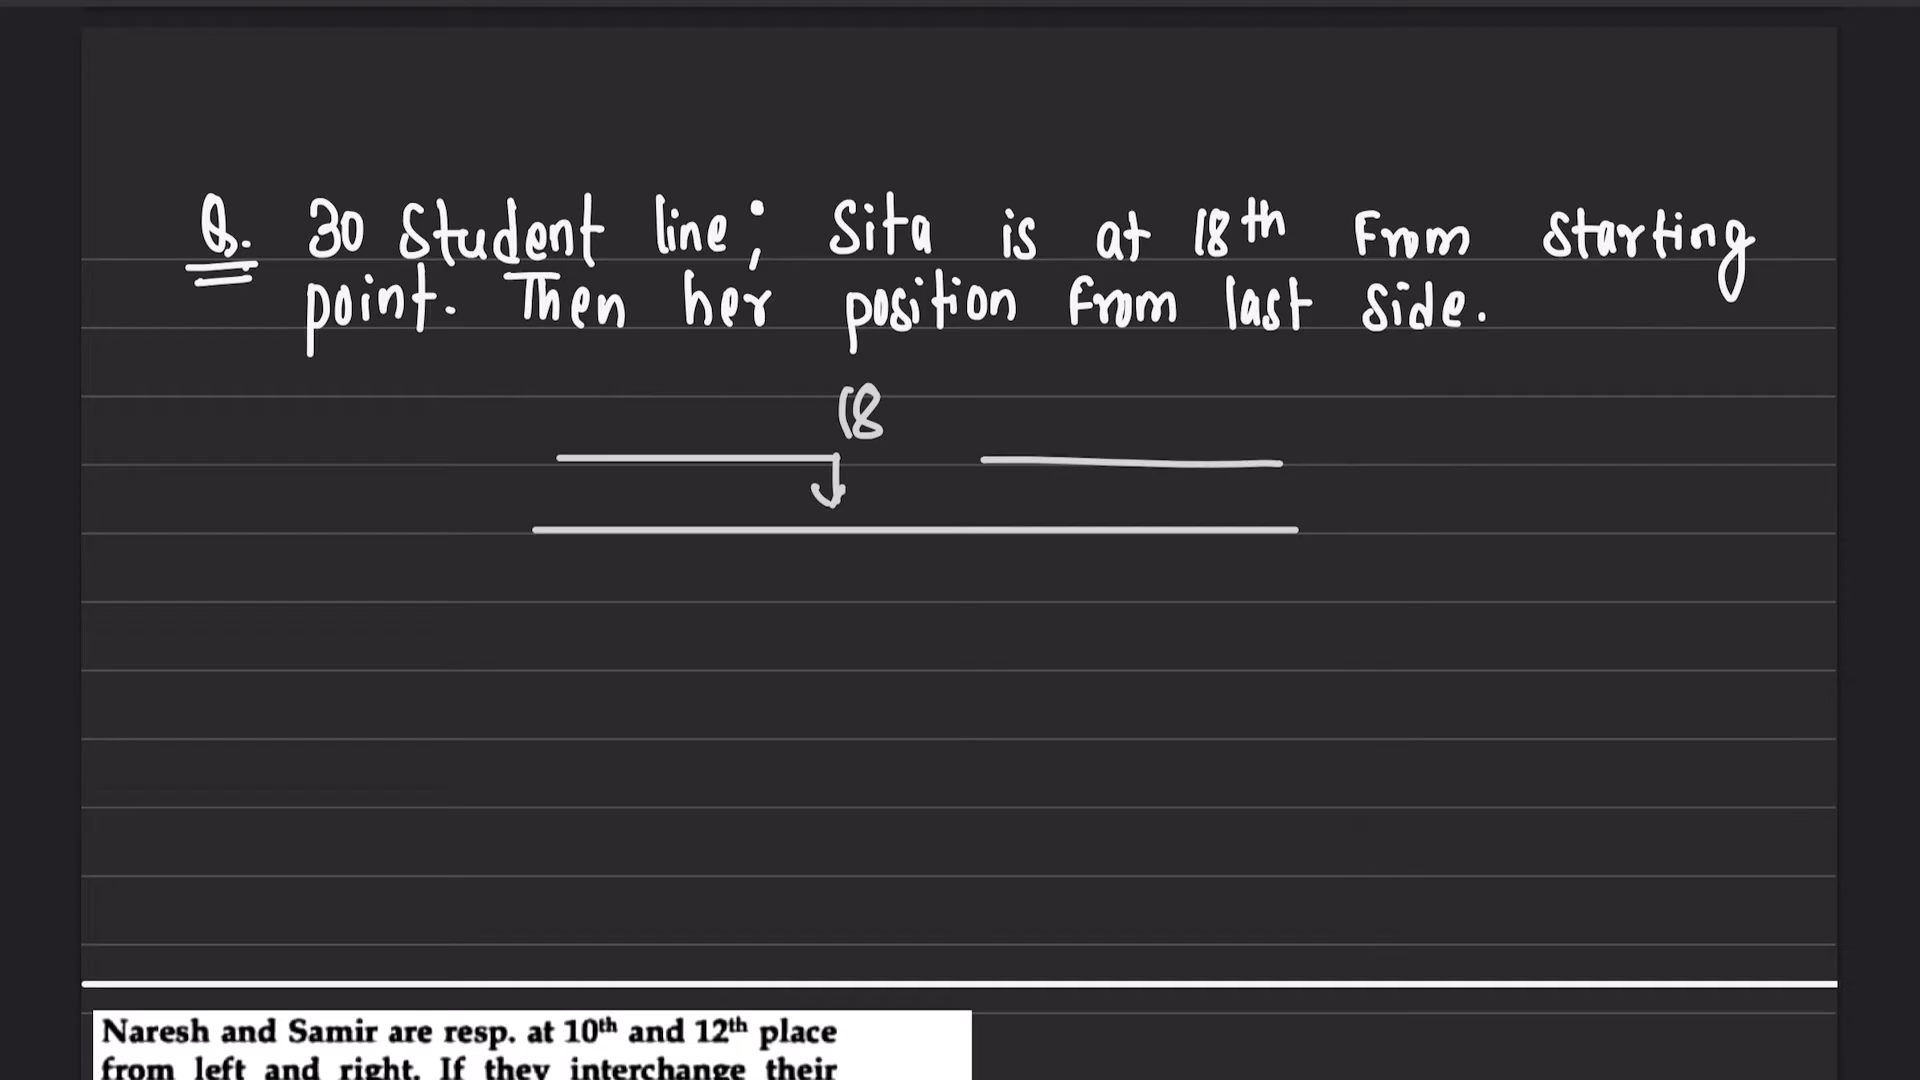 Q. 30 Student line; Sita is at 18th From Starting
point. Then her position From last Side.
18
Naresh and Samir are resp. at 10th and 12th place
from left and right. If they interchange their